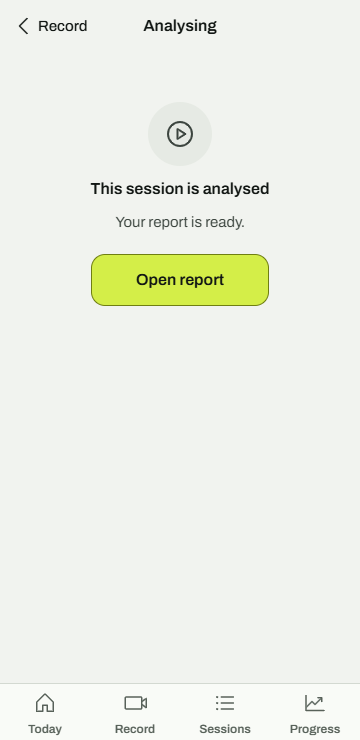 Record
Analysing
This session is analysed
Your report is ready.
Open report
Today
Record
Sessions
Progress